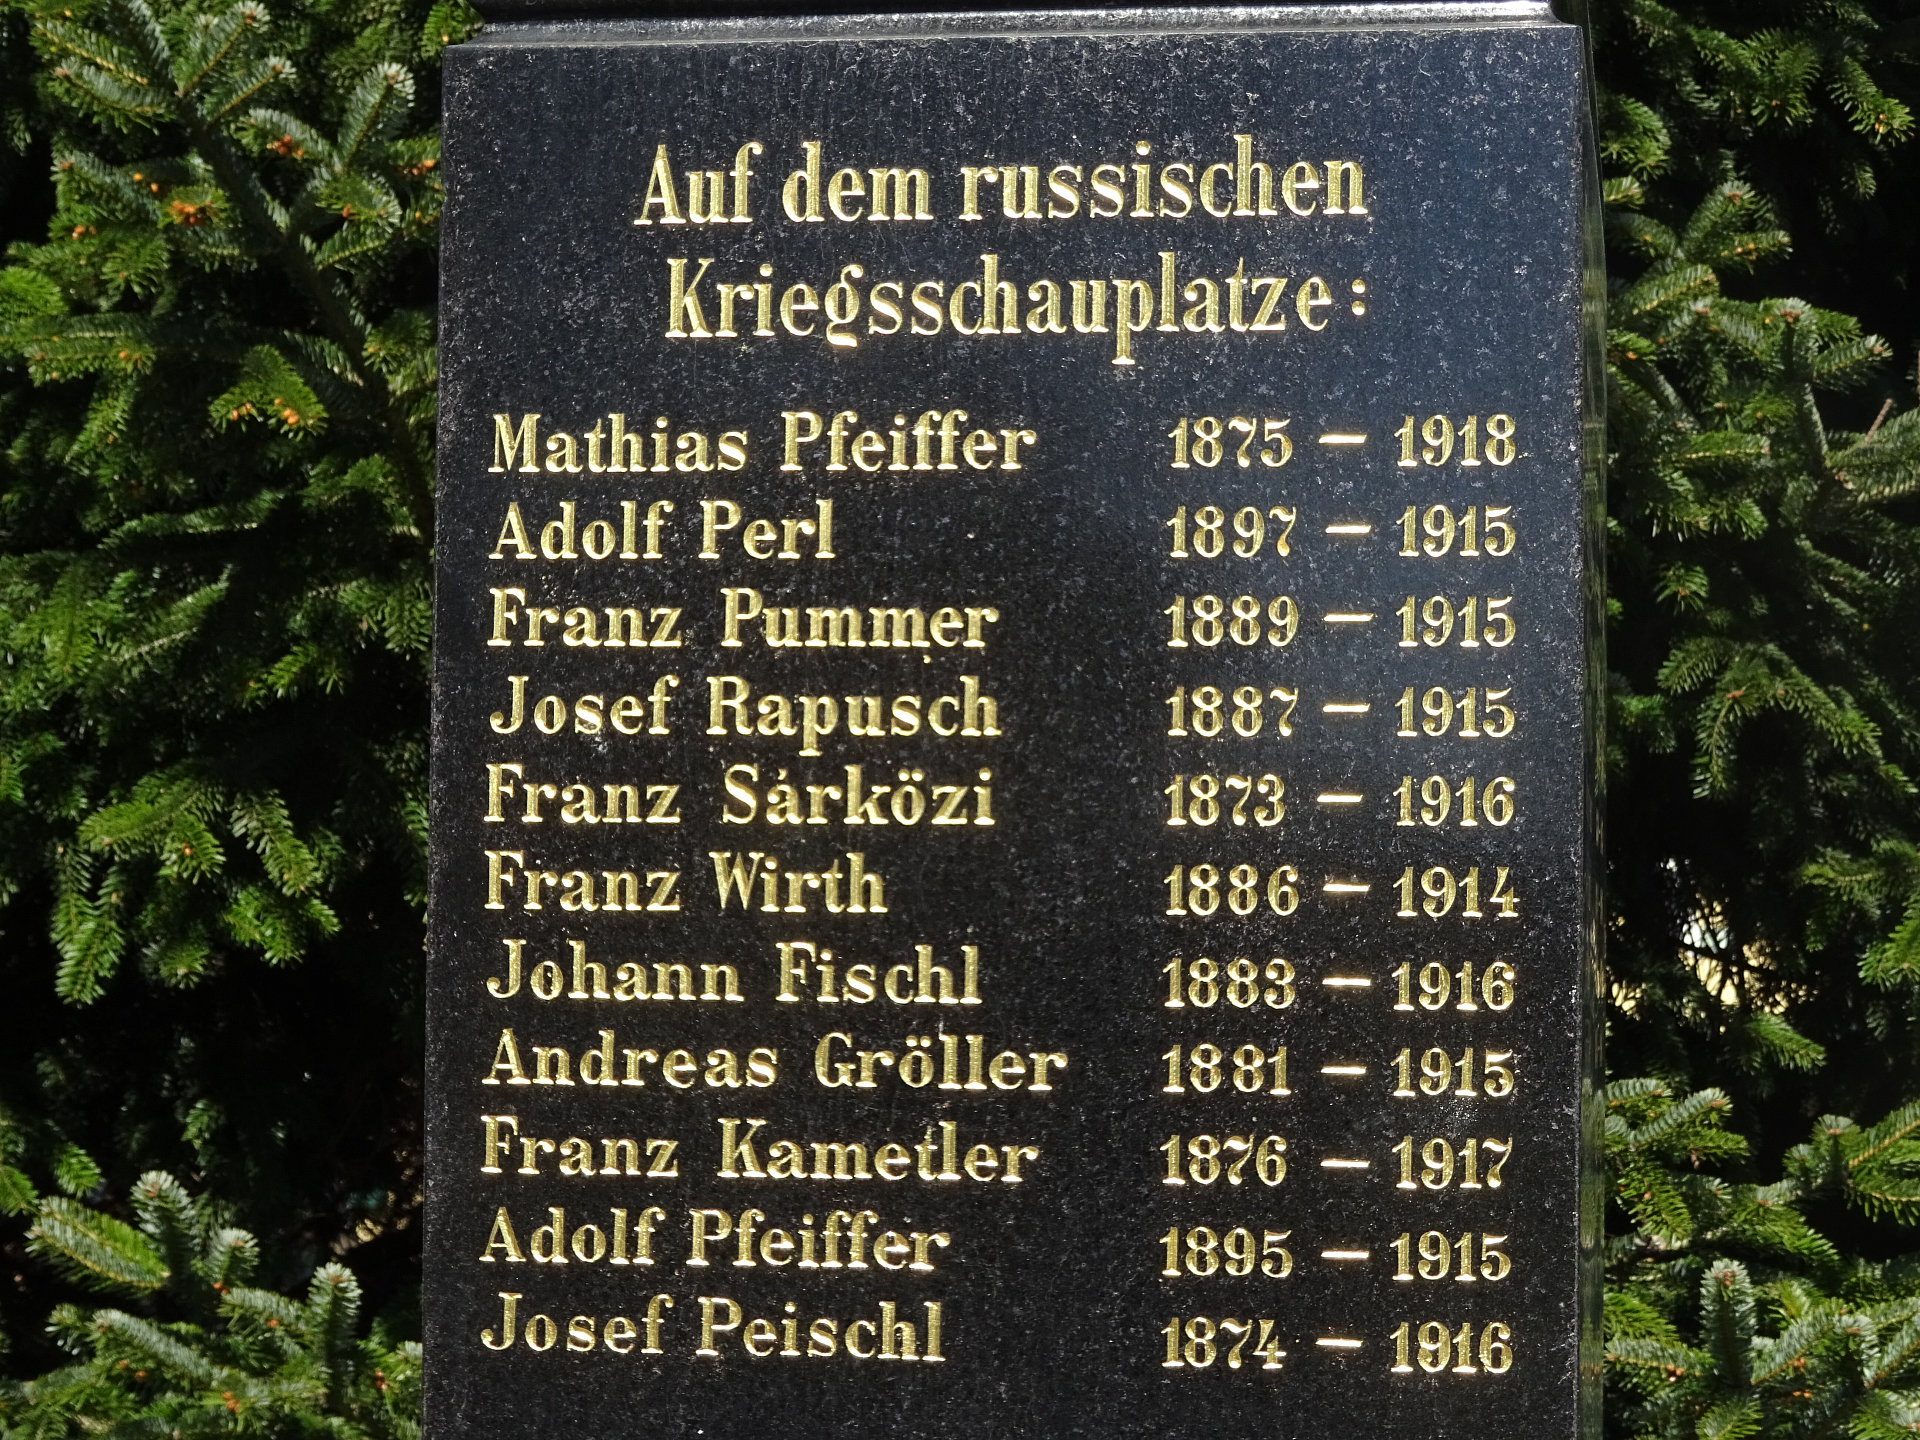 Auf dem russischen
Kriegsschauplatze:
Mathias Pfeiffer 1875 – 1918
Adolf Perl 1897 – 1915
Franz Pummer 1889 – 1915
Josef Rapusch 1887 – 1915
Franz Sárközi 1873 – 1916
Franz Wirth 1886 – 1914
Johann Fischl 1883 – 1916
Andreas Gröller 1881 – 1915
Franz Kametler 1876 – 1917
Adolf Pfeiffer 1895 – 1915
Josef Peischl 1874 – 1916